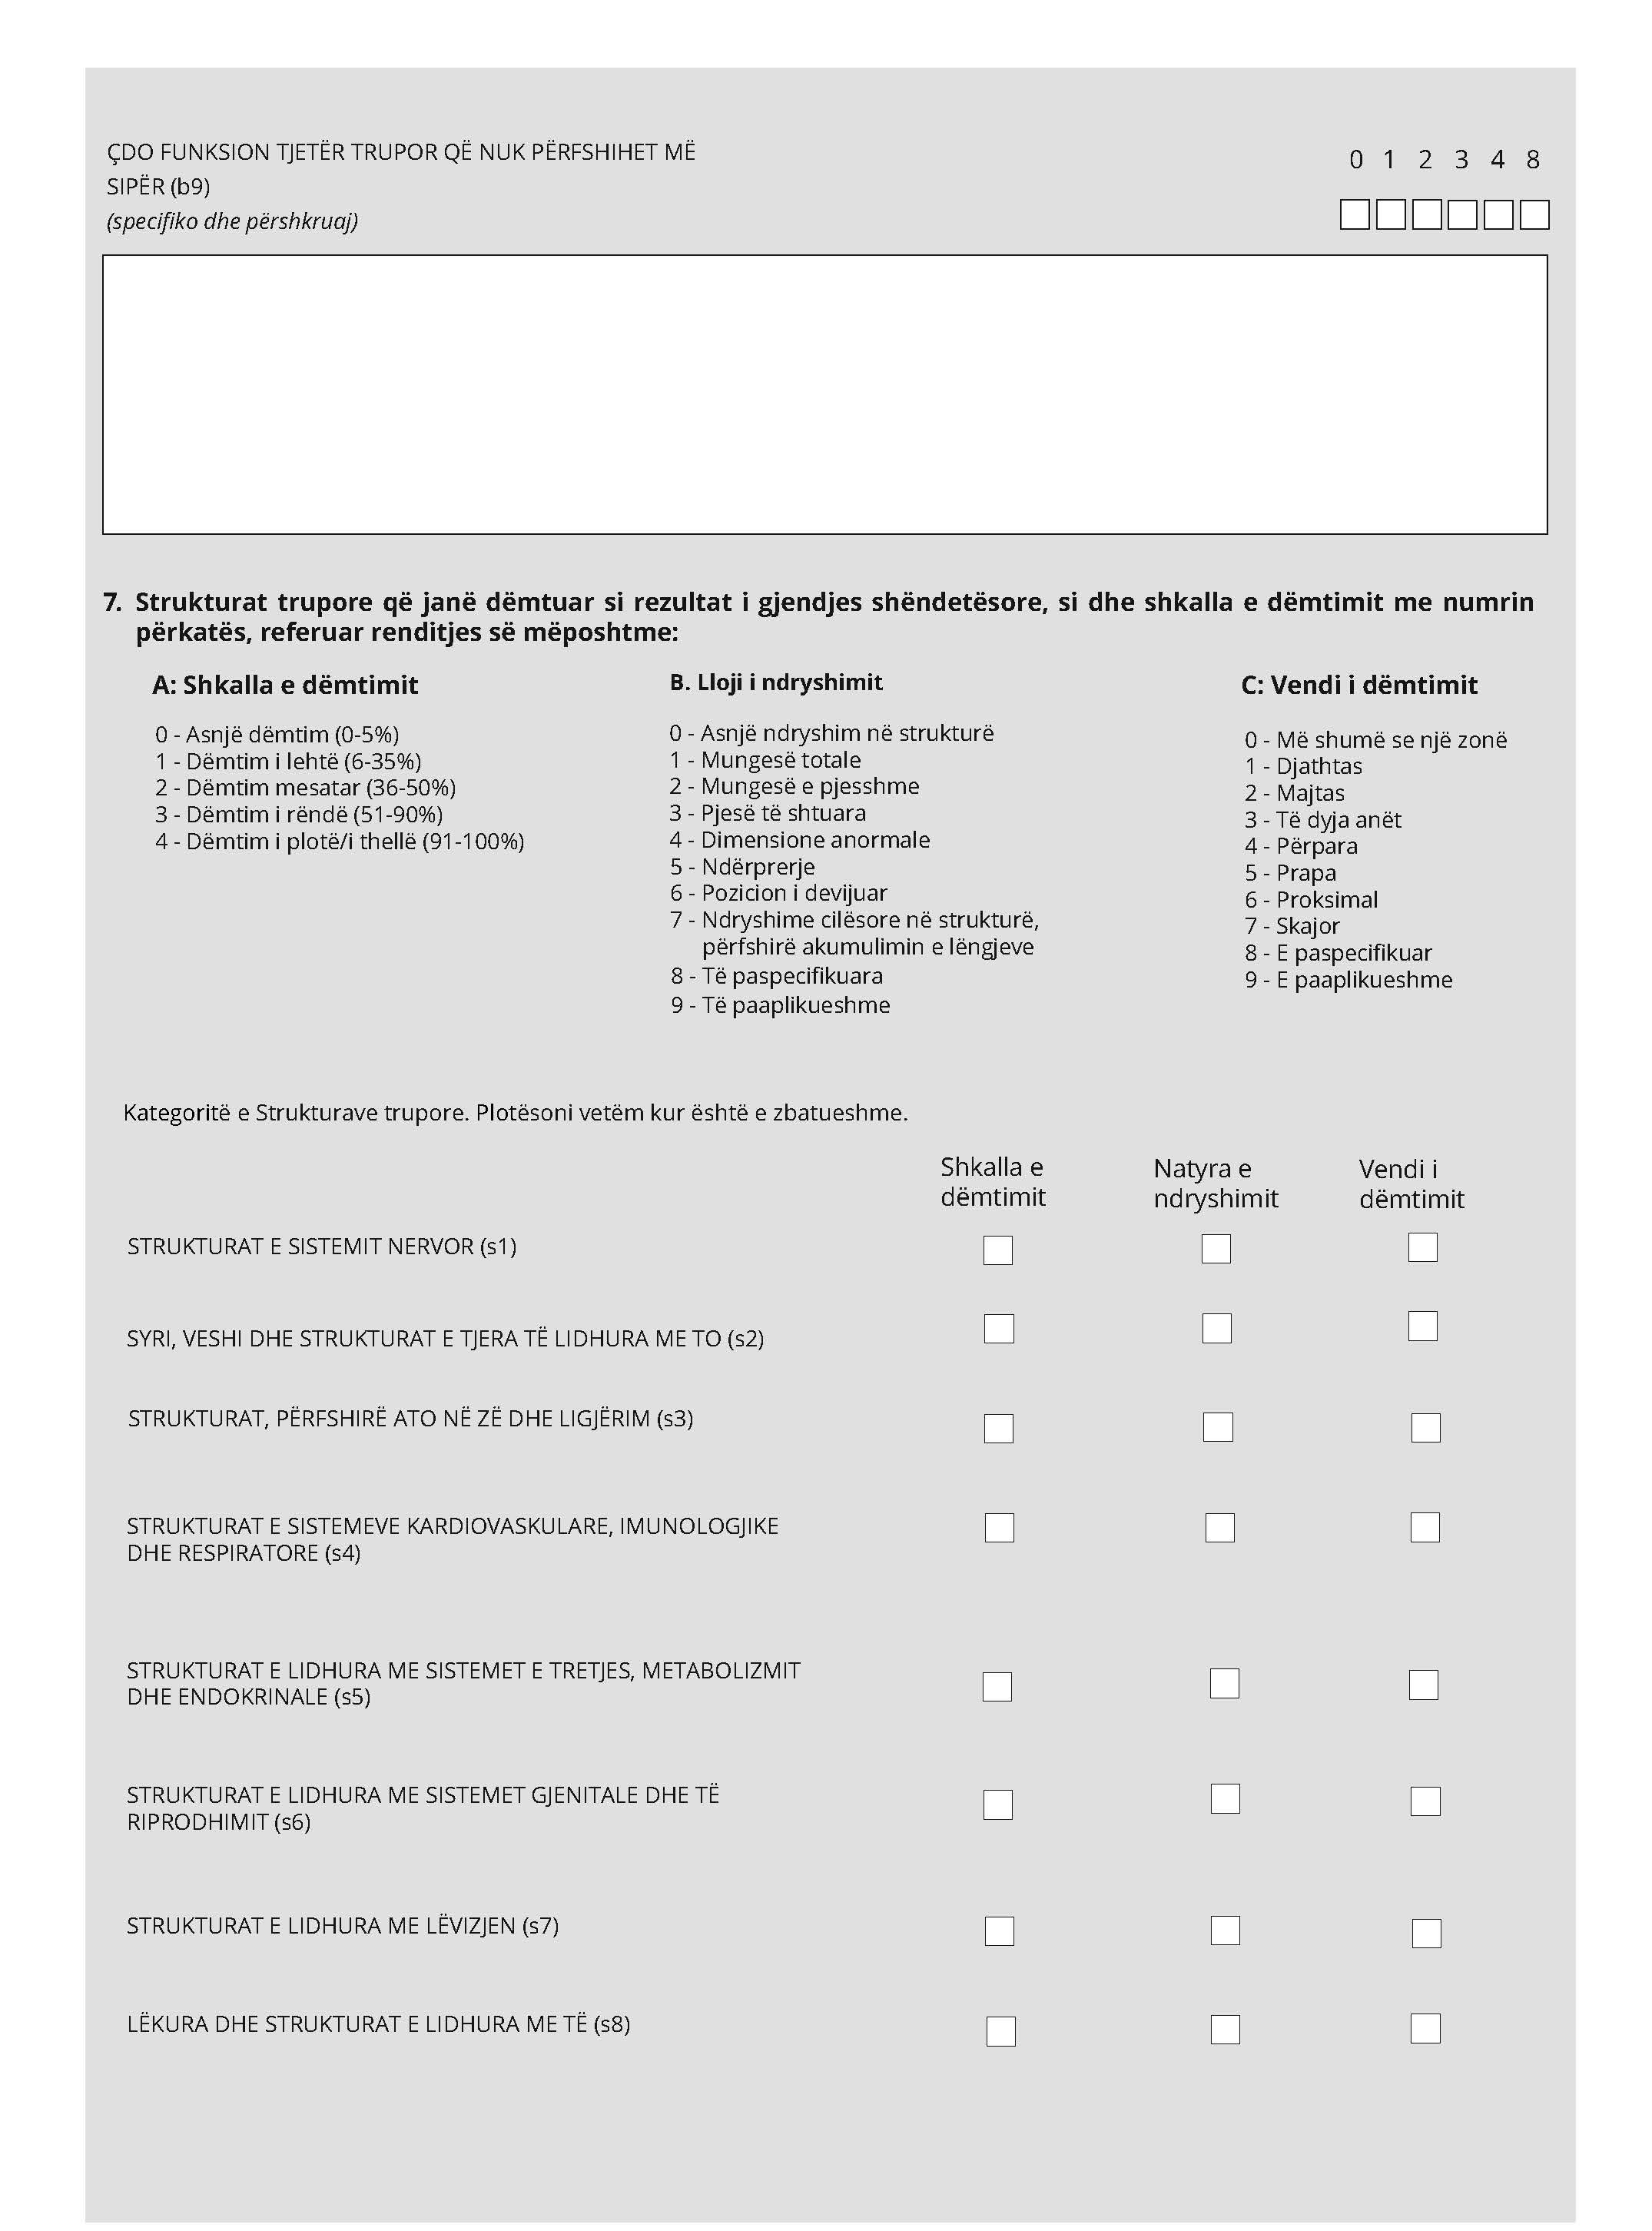 ÇDO FUNKSION TJETËR TRUPOR QË NUK PËRFSHIHET MË
SIPËR (b9)
(specifiko dhe përshkruaj)
0 1 2 3 4 8
7. Strukturat trupore që janë dëmtuar si rezultat i gjendjes shëndetësore, si dhe shkalla e dëmtimit me numrin
përkatës, referuar renditjes së mëposhtme:
A: Shkalla e dëmtimit
0 - Asnjë dëmtim (0-5%)
1 - Dëmtim i lehtë (6-35%)
2 - Dëmtim mesatar (36-50%)
3 - Dëmtim i rëndë (51-90%)
4 - Dëmtim i plotë/i thellë (91-100%)
B. Lloji i ndryshimit
0 - Asnjë ndryshim në strukturë
1 - Mungesë totale
2 - Mungesë e pjesshme
3 - Pjesë të shtuara
4 - Dimensione anormale
5 - Ndërprerje
6 - Pozicion i devijuar
7 - Ndryshime cilësore në strukturë,
përfshirë akumulimin e lëngjeve
8 - Të paspecifikuara
9 - Të paaplikueshme
C: Vendi i dëmtimit
0 - Më shumë se një zonë
1 - Djathtas
2 - Majtas
3 - Të dyja anët
4 - Përpara
5 - Prapa
6 - Proksimal
7 - Skajor
8 - E paspecifikuar
9 - E paaplikueshme
Kategoritë e Strukturave trupore. Plotësoni vetëm kur është e zbatueshme.
Shkalla e
dëmtimit
Natyra e
ndryshimit
Vendi i
dëmtimit
STRUKTURAT E SISTEMIT NERVOR (s1)
SYRI, VESHI DHE STRUKTURAT E TJERA TË LIDHURA ME TO (s2)
STRUKTURAT, PËRFSHIRË ATO NË ZË DHE LIGJËRIM (s3)
STRUKTURAT E SISTEMEVE KARDIOVASKULARE, IMUNOLOGJIKE
DHE RESPIRATORE (s4)
STRUKTURAT E LIDHURA ME SISTEMET E TRETJES, METABOLIZMIT
DHE ENDOKRINALE (s5)
STRUKTURAT E LIDHURA ME SISTEMET GJENITALE DHE TË
RIPRODHIMIT (s6)
STRUKTURAT E LIDHURA ME LËVIZJEN (s7)
LËKURA DHE STRUKTURAT E LIDHURA ME TË (s8)